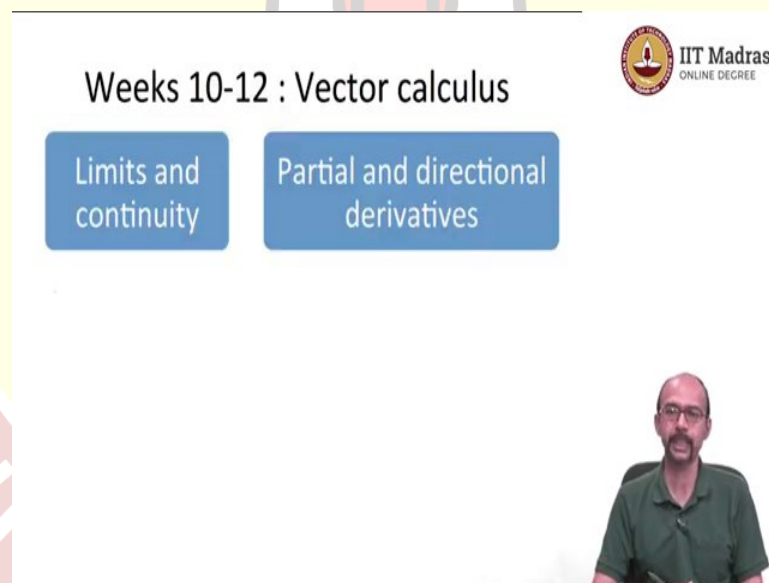 Weeks 10-12 : Vector calculus
IIT Madras
ONLINE DEGREE
Limits and
continuity
Partial and directional
derivatives